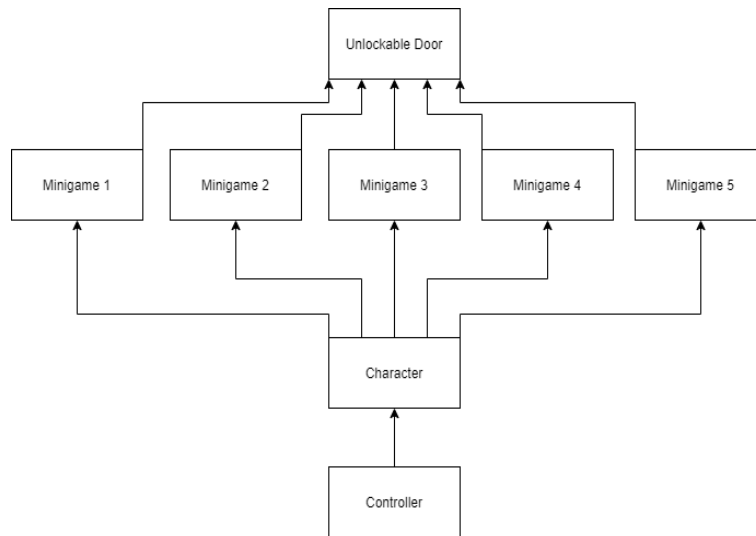 Unlockable Door
Minigame 1
Minigame 2
Minigame 3
Minigame 4
Minigame 5
Character
Controller